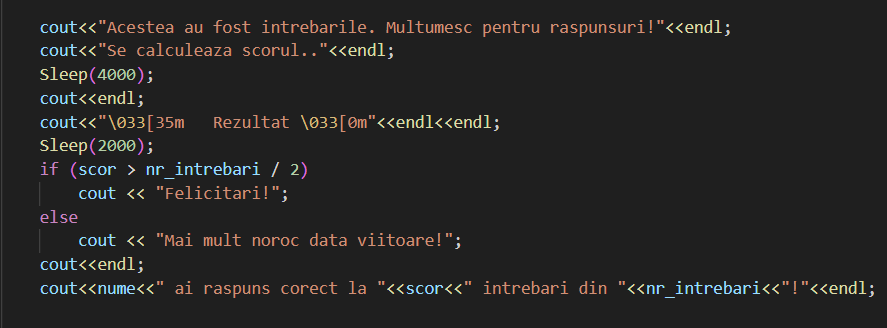 cout<<"Acestea au fost intrebarile. Multumesc pentru raspunsuri!"<<endl;
cout<<"Se calculeaza scorul.."<<endl;
Sleep(4000);
cout<<endl;
cout<<"\033[35m   Rezultat \033[0m"<<endl<<endl;
Sleep(2000);
if (scor > nr_intrebari / 2)
    cout << "Felicitari!";
else
    cout << "Mai mult noroc data viitoare!";
cout<<endl;
cout<<nume<<" ai raspuns corect la "<<scor<<" intrebari din "<<nr_intrebari<<"!"<<endl;